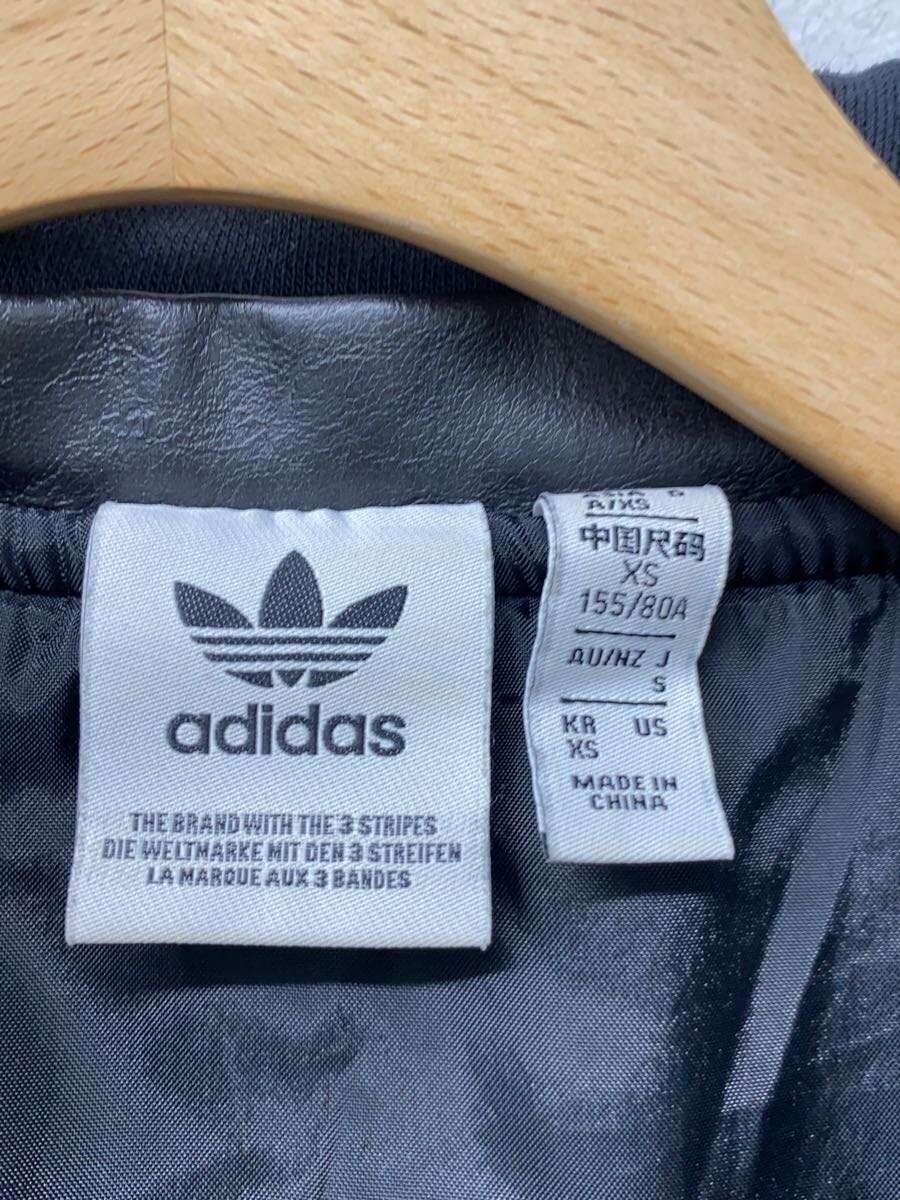 adidas
THE BRAND WITH THE 3 STRIPES
DIE WELTMARKE MIT DEN 3 STREIFEN
LA MARQUE AUX 3 BANDES
A/XS
中国尺码
XS
155/80A
AU/NZ J
S
KR US
XS
MADE IN
CHINA